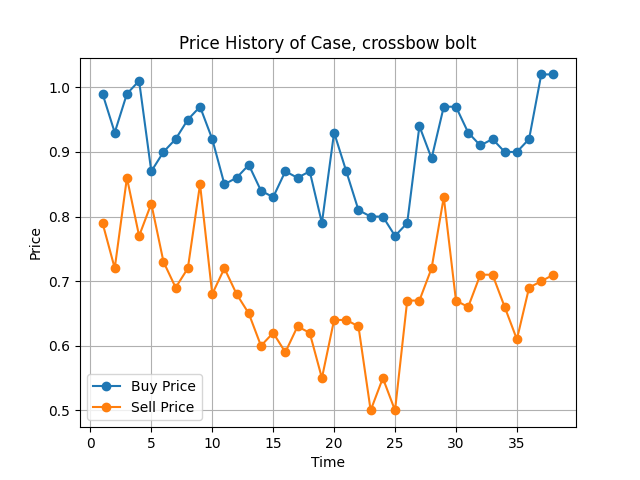 Price History of Case, crossbow bolt
Price
1.0
0.9
0.8
0.7
0.6
0.5
Buy Price
Sell Price
0 5 10 15 20 25 30 35
Time